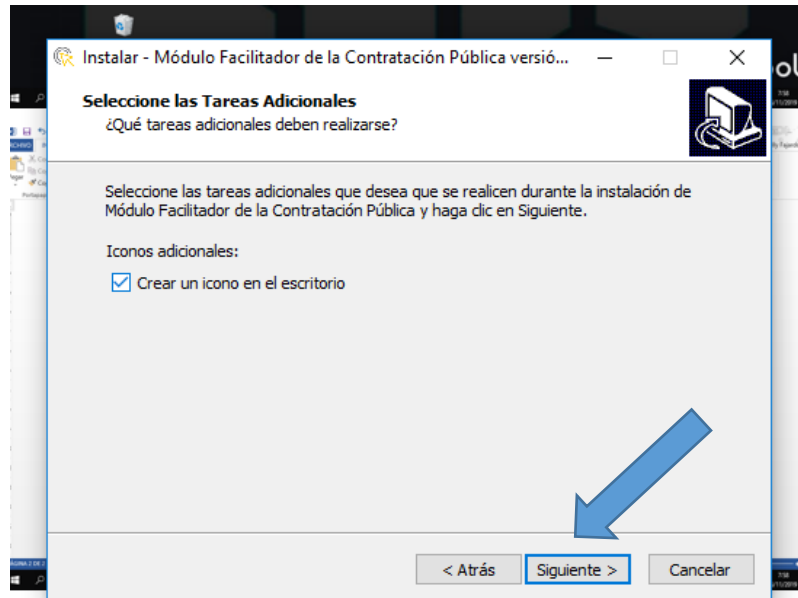 Instalar - Módulo Facilitador de la Contratación Pública versió...
Seleccione las Tareas Adicionales
¿Qué tareas adicionales deben realizarse?
Seleccione las tareas adicionales que desea que se realicen durante la instalación de
Módulo Facilitador de la Contratación Pública y haga clic en Siguiente.
Iconos adicionales:
Crear un icono en el escritorio
< Atrás
Siguiente >
Cancelar